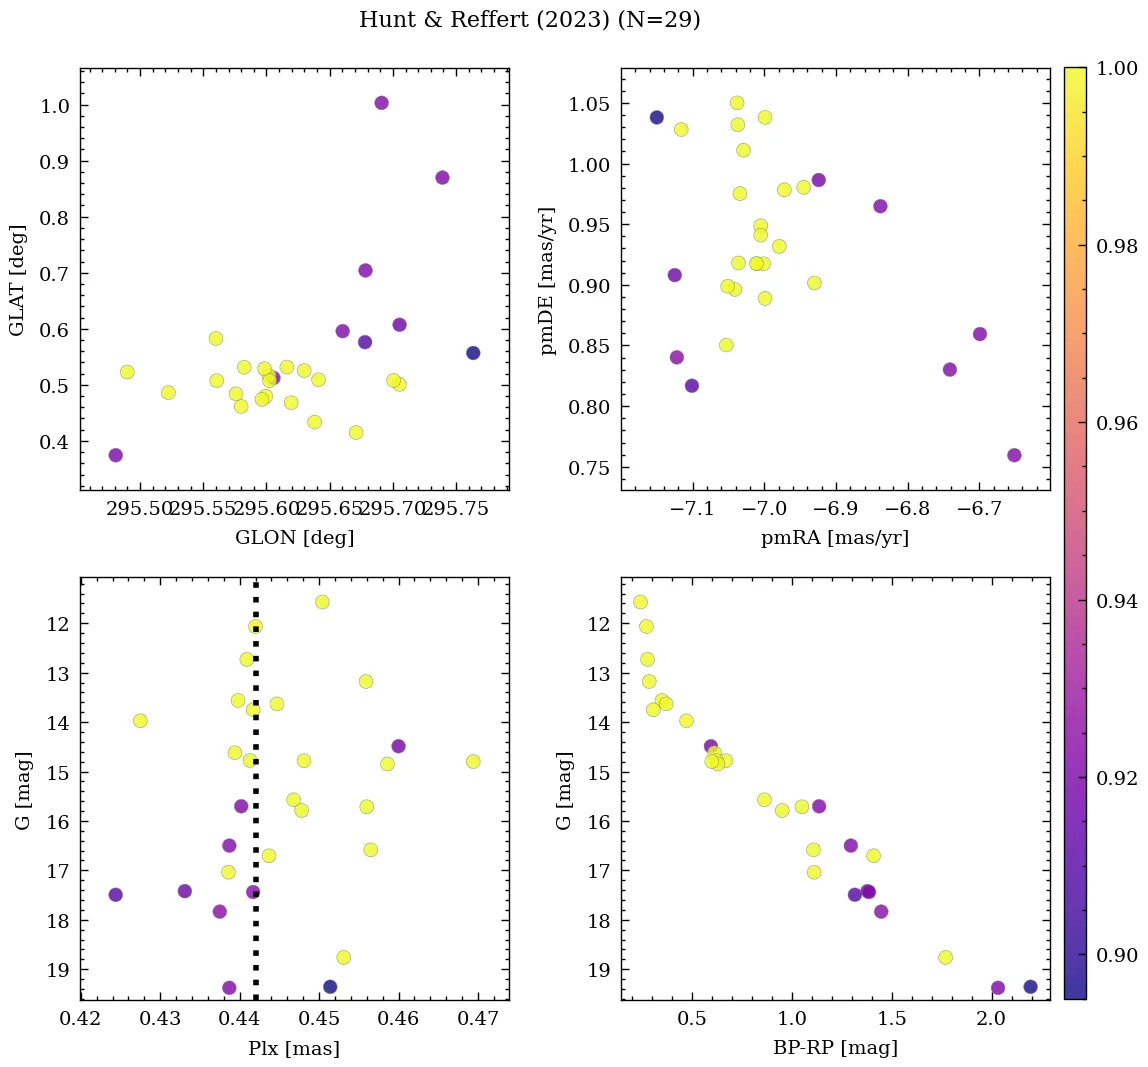 Hunt & Reffert (2023) (N=29)
GLAT [deg]
1.0
0.9
0.8
0.7
0.6
0.5
0.4
295.50 295.55 295.60 295.65 295.70 295.75
GLON [deg]
pmDE [mas/yr]
1.05
1.00
0.95
0.90
0.85
0.80
0.75
−7.1 −7.0 −6.9 −6.8 −6.7
pmRA [mas/yr]
G [mag]
12
13
14
15
16
17
18
19
0.42 0.43 0.44 0.45 0.46 0.47
Plx [mas]
G [mag]
12
13
14
15
16
17
18
19
0.5 1.0 1.5 2.0
BP-RP [mag]
1.00
0.98
0.96
0.94
0.92
0.90